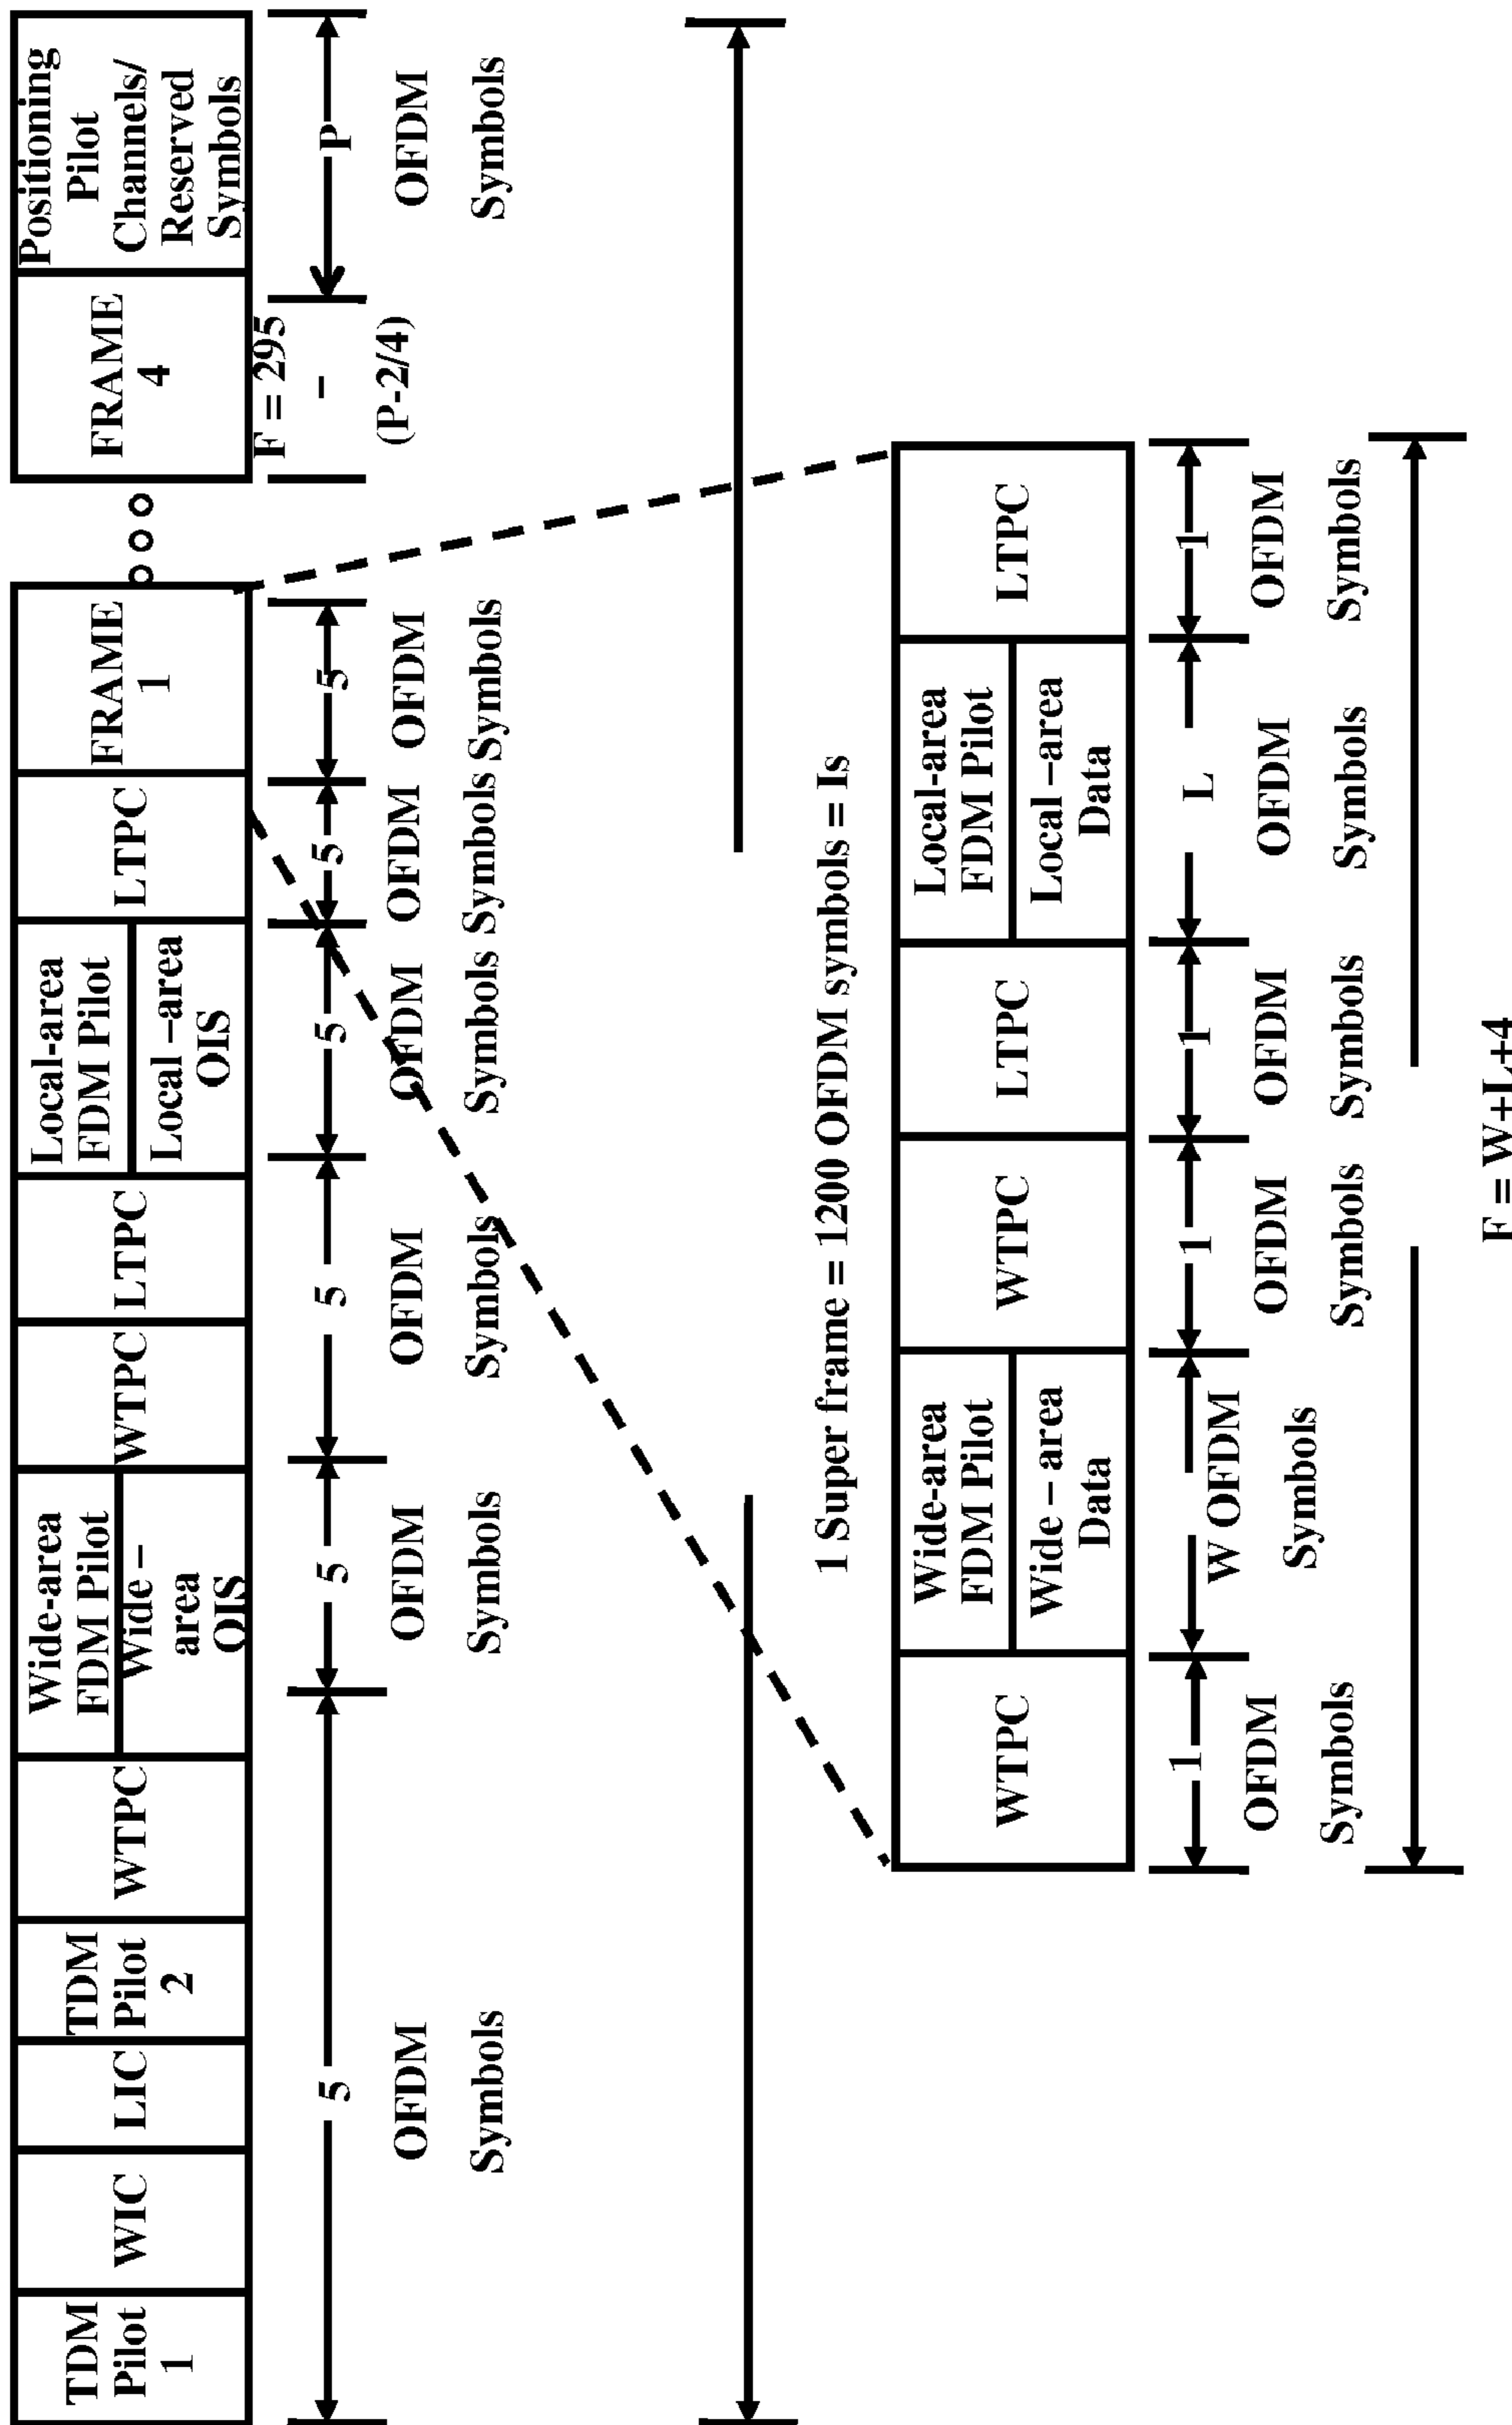 TDM
Pilot
1
WIC
LIC
TDM
Pilot
2
WTPC
Wide-area
FDM Pilot
Wide –
area
OIS
WTPC
LTPC
Local-area
FDM Pilot
Local –area
OIS
LTPC
FRAME
1
FRAME
4
Positioning
Pilot
Channels/
Reserved
Symbols
5
OFDM
Symbols
5
OFDM
Symbols
5
OFDM
Symbols
5
OFDM
Symbols
5
OFDM
Symbols
5
OFDM
Symbols
F = 295
–
(P-2/4)
P
OFDM
Symbols
1 Super frame = 1200 OFDM symbols = Is
WTPC
Wide-area
FDM Pilot
Wide – area
Data
WTPC
LTPC
Local-area
FDM Pilot
Local –area
Data
LTPC
1
OFDM
Symbols
W OFDM
Symbols
1
OFDM
Symbols
1
OFDM
Symbols
L
OFDM
Symbols
1
OFDM
Symbols
F = W+L+4